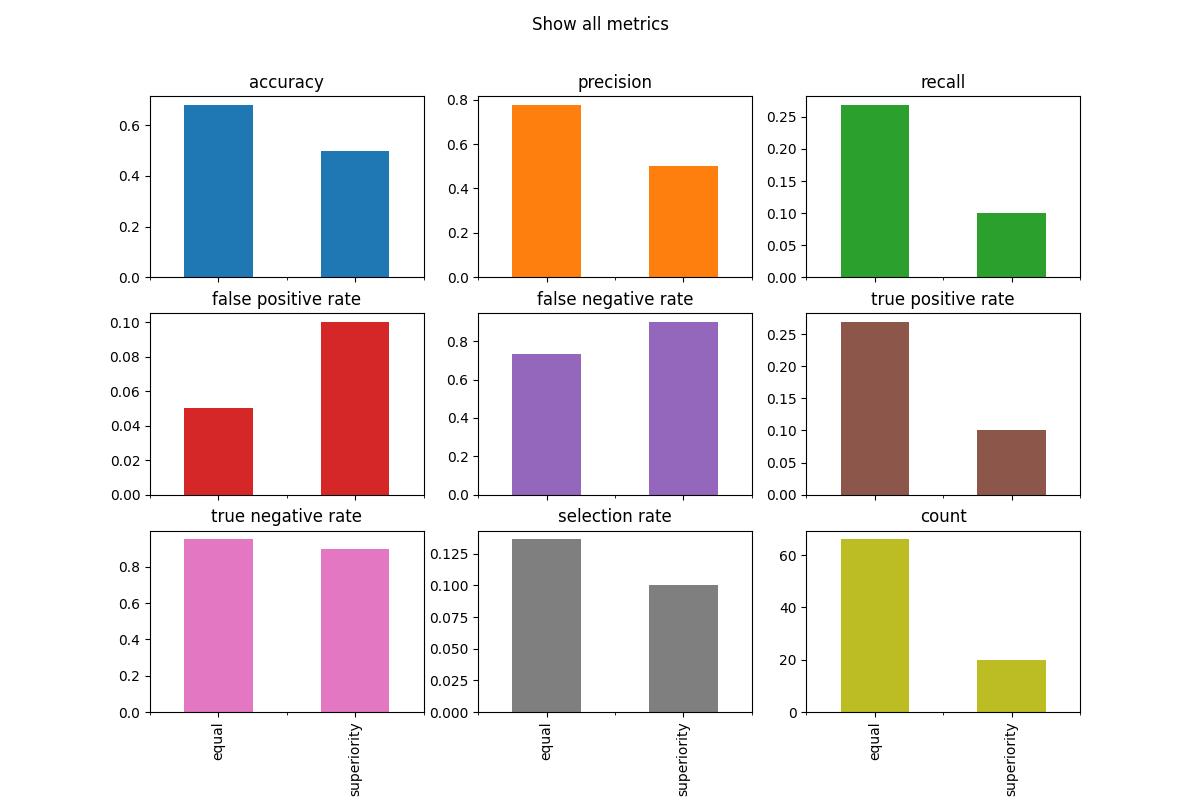 Show all metrics
accuracy
0.6
0.4
0.2
0.0
precision
0.8
0.6
0.4
0.2
0.0
recall
0.25
0.20
0.15
0.10
0.05
0.00
false positive rate
0.10
0.08
0.06
0.04
0.02
0.00
false negative rate
0.8
0.6
0.4
0.2
0.0
true positive rate
0.25
0.20
0.15
0.10
0.05
0.00
true negative rate
0.8
0.6
0.4
0.2
0.0
equal
superiority
selection rate
0.125
0.100
0.075
0.050
0.025
0.000
equal
superiority
count
60
40
20
0
equal
superiority